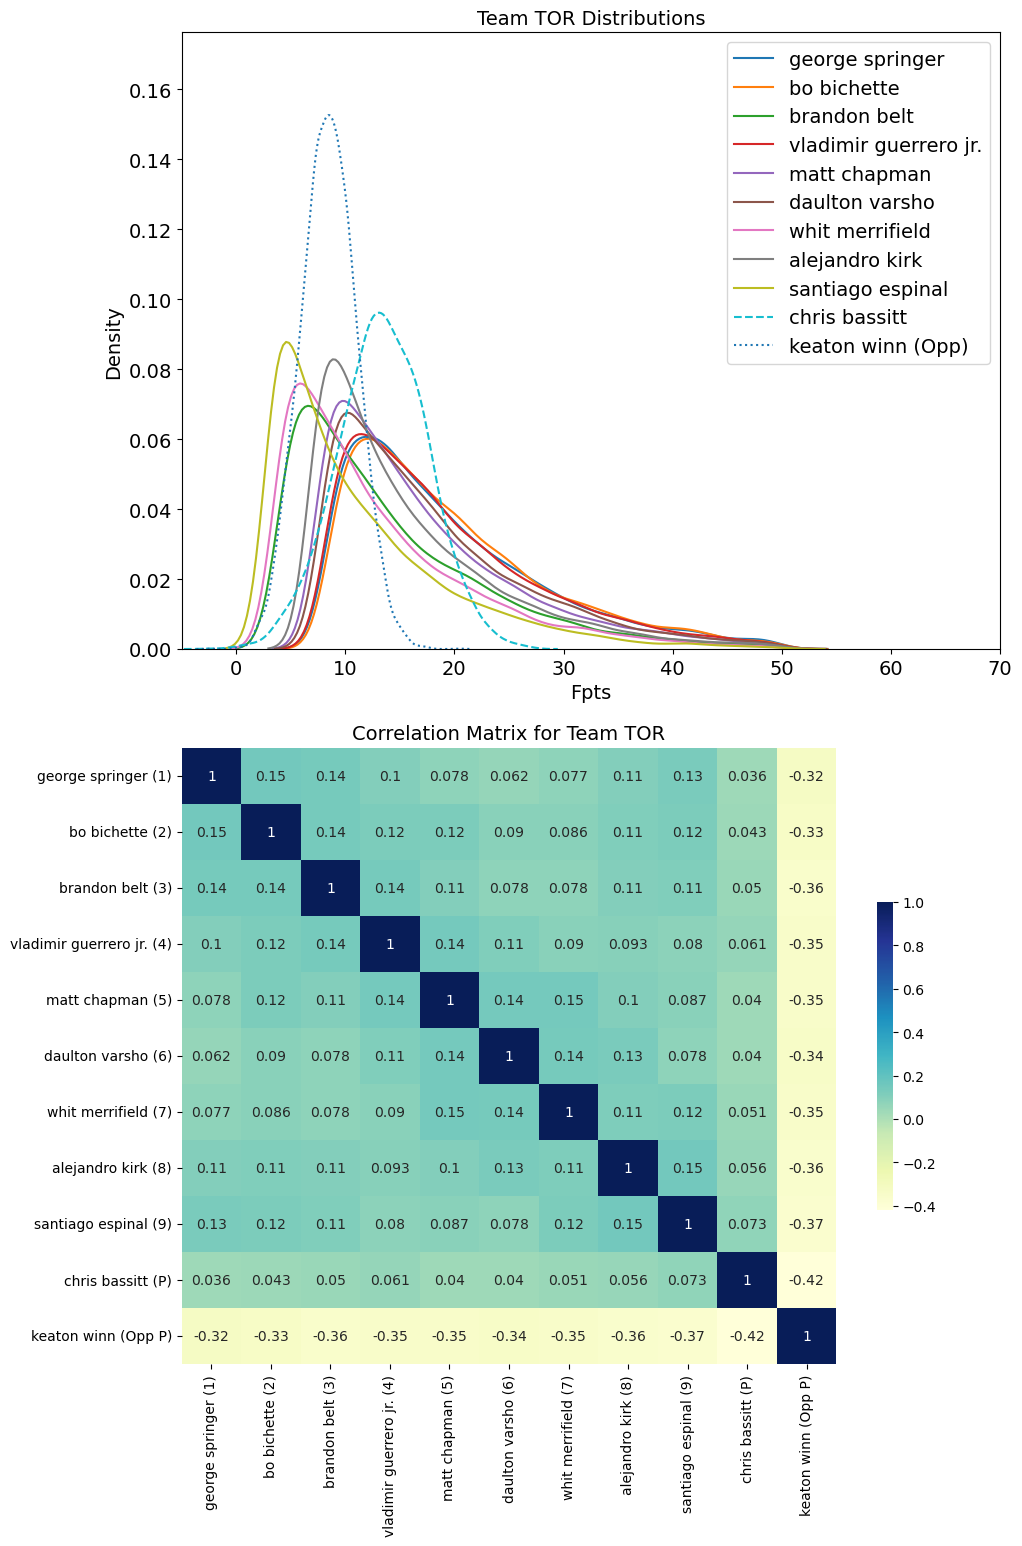 Team TOR Distributions
george springer
bo bichette
brandon belt
vladimir guerrero jr.
matt chapman
daulton varsho
whit merrifield
alejandro kirk
santiago espinal
chris bassitt
keaton winn (Opp)
Density
0.16
0.14
0.12
0.10
0.08
0.06
0.04
0.02
0.00
0 10 20 30 40 50 60 70
Fpts
Correlation Matrix for Team TOR
george springer (1) 1 0.15 0.14 0.1 0.078 0.062 0.077 0.11 0.13 0.036 -0.32
bo bichette (2) 0.15 1 0.14 0.12 0.12 0.09 0.086 0.11 0.12 0.043 -0.33
brandon belt (3) 0.14 0.14 1 0.14 0.11 0.078 0.078 0.11 0.11 0.05 -0.36
vladimir guerrero jr. (4) 0.1 0.12 0.14 1 0.14 0.11 0.09 0.093 0.08 0.061 -0.35
matt chapman (5) 0.078 0.12 0.11 0.14 1 0.14 0.15 0.1 0.087 0.04 -0.35
daulton varsho (6) 0.062 0.09 0.078 0.11 0.14 1 0.14 0.13 0.078 0.04 -0.34
whit merrifield (7) 0.077 0.086 0.078 0.09 0.15 0.14 1 0.11 0.12 0.051 -0.35
alejandro kirk (8) 0.11 0.11 0.11 0.093 0.1 0.13 0.11 1 0.15 0.056 -0.36
santiago espinal (9) 0.13 0.12 0.11 0.08 0.087 0.078 0.12 0.15 1 0.073 -0.37
chris bassitt (P) 0.036 0.043 0.05 0.061 0.04 0.04 0.051 0.056 0.073 1 -0.42
keaton winn (Opp P) -0.32 -0.33 -0.36 -0.35 -0.35 -0.34 -0.35 -0.36 -0.37 -0.42 1
george springer (1)
bo bichette (2)
brandon belt (3)
vladimir guerrero jr. (4)
matt chapman (5)
daulton varsho (6)
whit merrifield (7)
alejandro kirk (8)
santiago espinal (9)
chris bassitt (P)
keaton winn (Opp P)
1.0
0.8
0.6
0.4
0.2
0.0
−0.2
−0.4